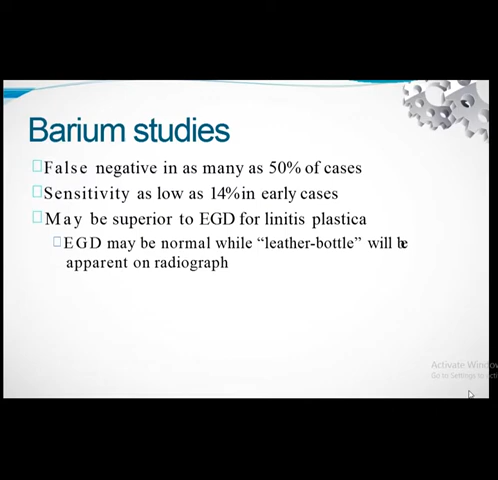 Barium studies
False negative in as many as 50% of cases
Sensitivity as low as 14% in early cases
May be superior to EGD for linitis plastica
EGD may be normal while “leather-bottle” will be
apparent on radiograph
Activate Window
Go to Settings to acti